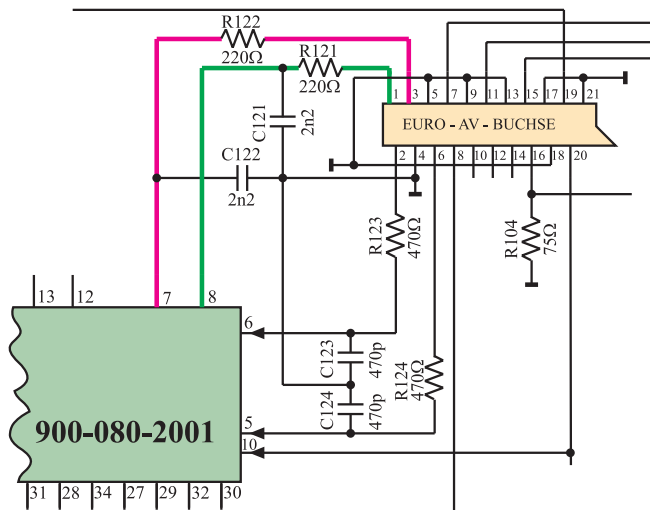 R122
220Ω
R121
220Ω
C121
2n2
C122
2n2
1 3 5 7 9 11 13 15 17 19 21
EURO - AV - BUCHSE
2 4 6 8 10 12 14 16 18 20
R123
470Ω
R104
75Ω
13 12 7 8
6
C123
470p
R124
470Ω
C124
470p
900-080-2001
5
10
31 28 34 27 29 32 30